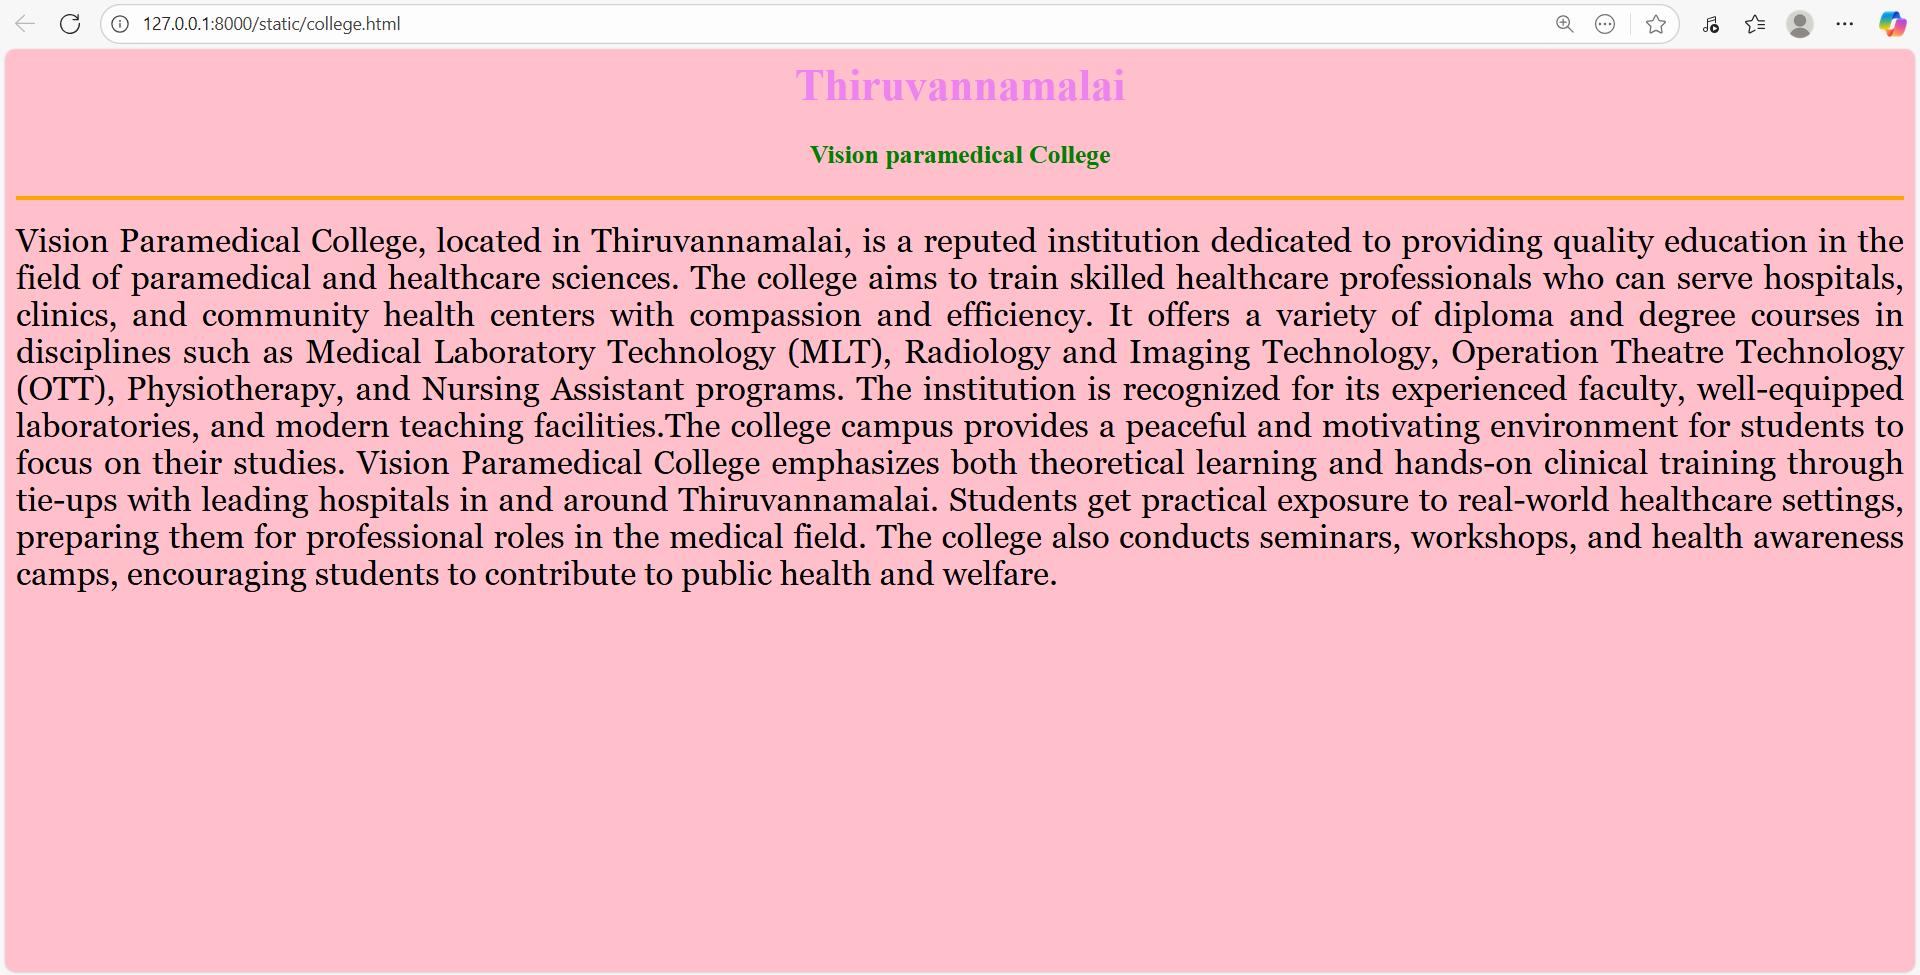 127.0.0.1:8000/static/college.html
Thiruvannamalai
Vision paramedical College
Vision Paramedical College, located in Thiruvannamalai, is a reputed institution dedicated to providing quality education in the
field of paramedical and healthcare sciences. The college aims to train skilled healthcare professionals who can serve hospitals,
clinics, and community health centers with compassion and efficiency. It offers a variety of diploma and degree courses in
disciplines such as Medical Laboratory Technology (MLT), Radiology and Imaging Technology, Operation Theatre Technology
(OTT), Physiotherapy, and Nursing Assistant programs. The institution is recognized for its experienced faculty, well-equipped
laboratories, and modern teaching facilities.The college campus provides a peaceful and motivating environment for students to
focus on their studies. Vision Paramedical College emphasizes both theoretical learning and hands-on clinical training through
tie-ups with leading hospitals in and around Thiruvannamalai. Students get practical exposure to real-world healthcare settings,
preparing them for professional roles in the medical field. The college also conducts seminars, workshops, and health awareness
camps, encouraging students to contribute to public health and welfare.